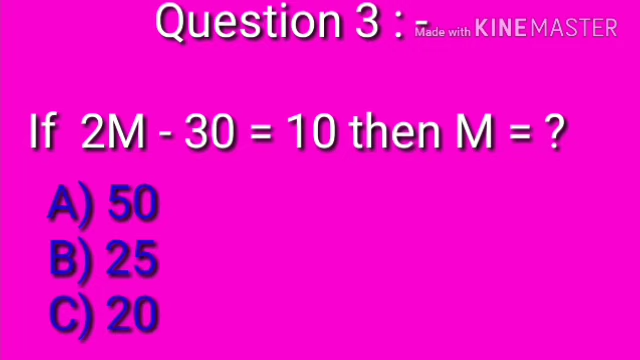 Question 3 : -
Made with KINEMASTER
If 2M - 30 = 10 then M = ?
A) 50
B) 25
C) 20